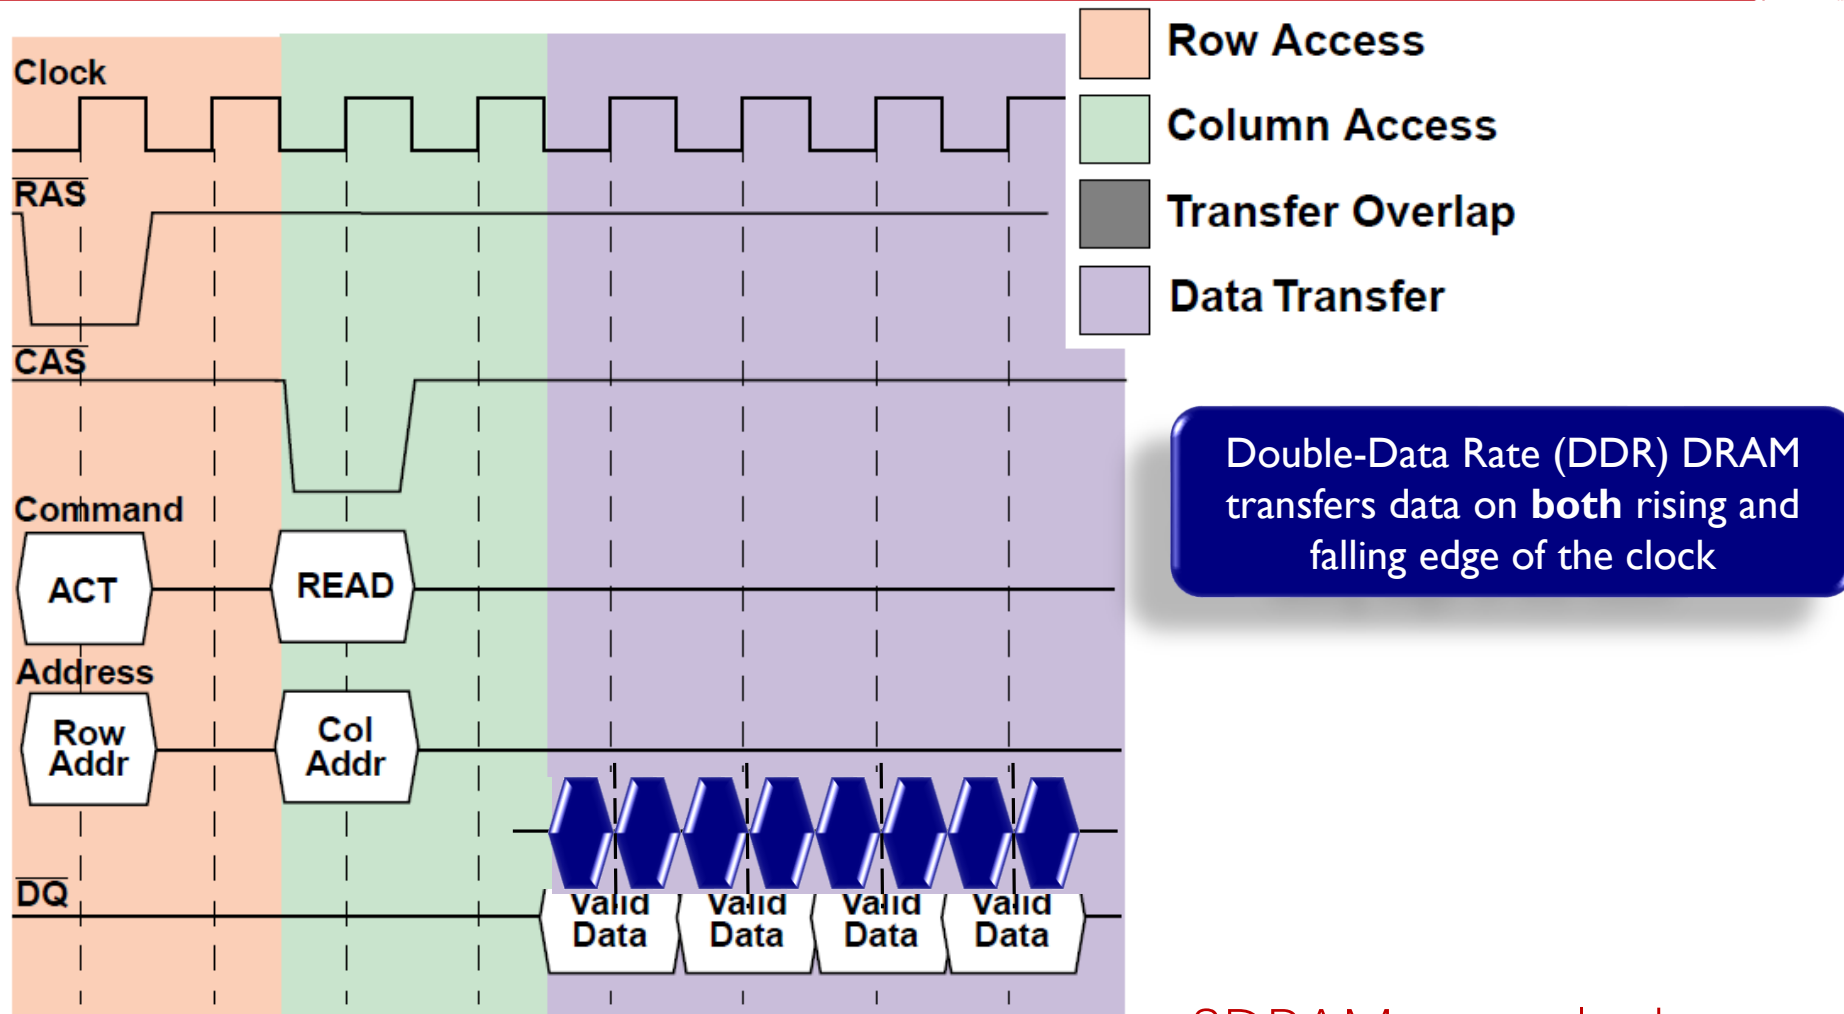 Clock
RAS
CAS
Command
ACT
READ
Address
Row
Addr
Col
Addr
DQ
Valid
Data
Valid
Data
Valid
Data
Valid
Data
Row Access
Column Access
Transfer Overlap
Data Transfer
Double-Data Rate (DDR) DRAM
transfers data on both rising and
falling edge of the clock